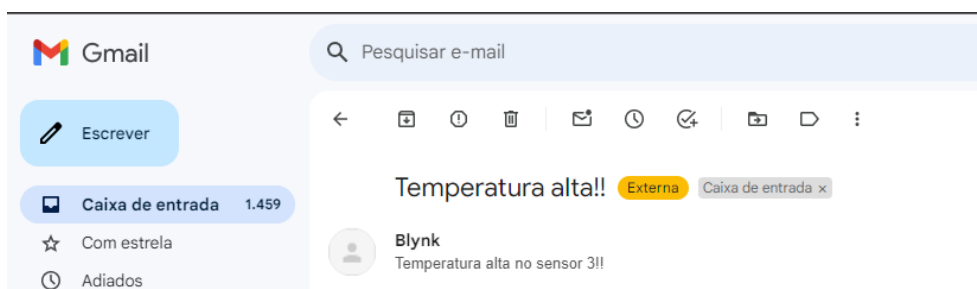 Gmail
Pesquisar e-mail
Escrever
Temperatura alta!! Externa Caixa de entrada ×
Caixa de entrada 1.459
Blynk
Com estrela
Temperatura alta no sensor 3!!
Adiados